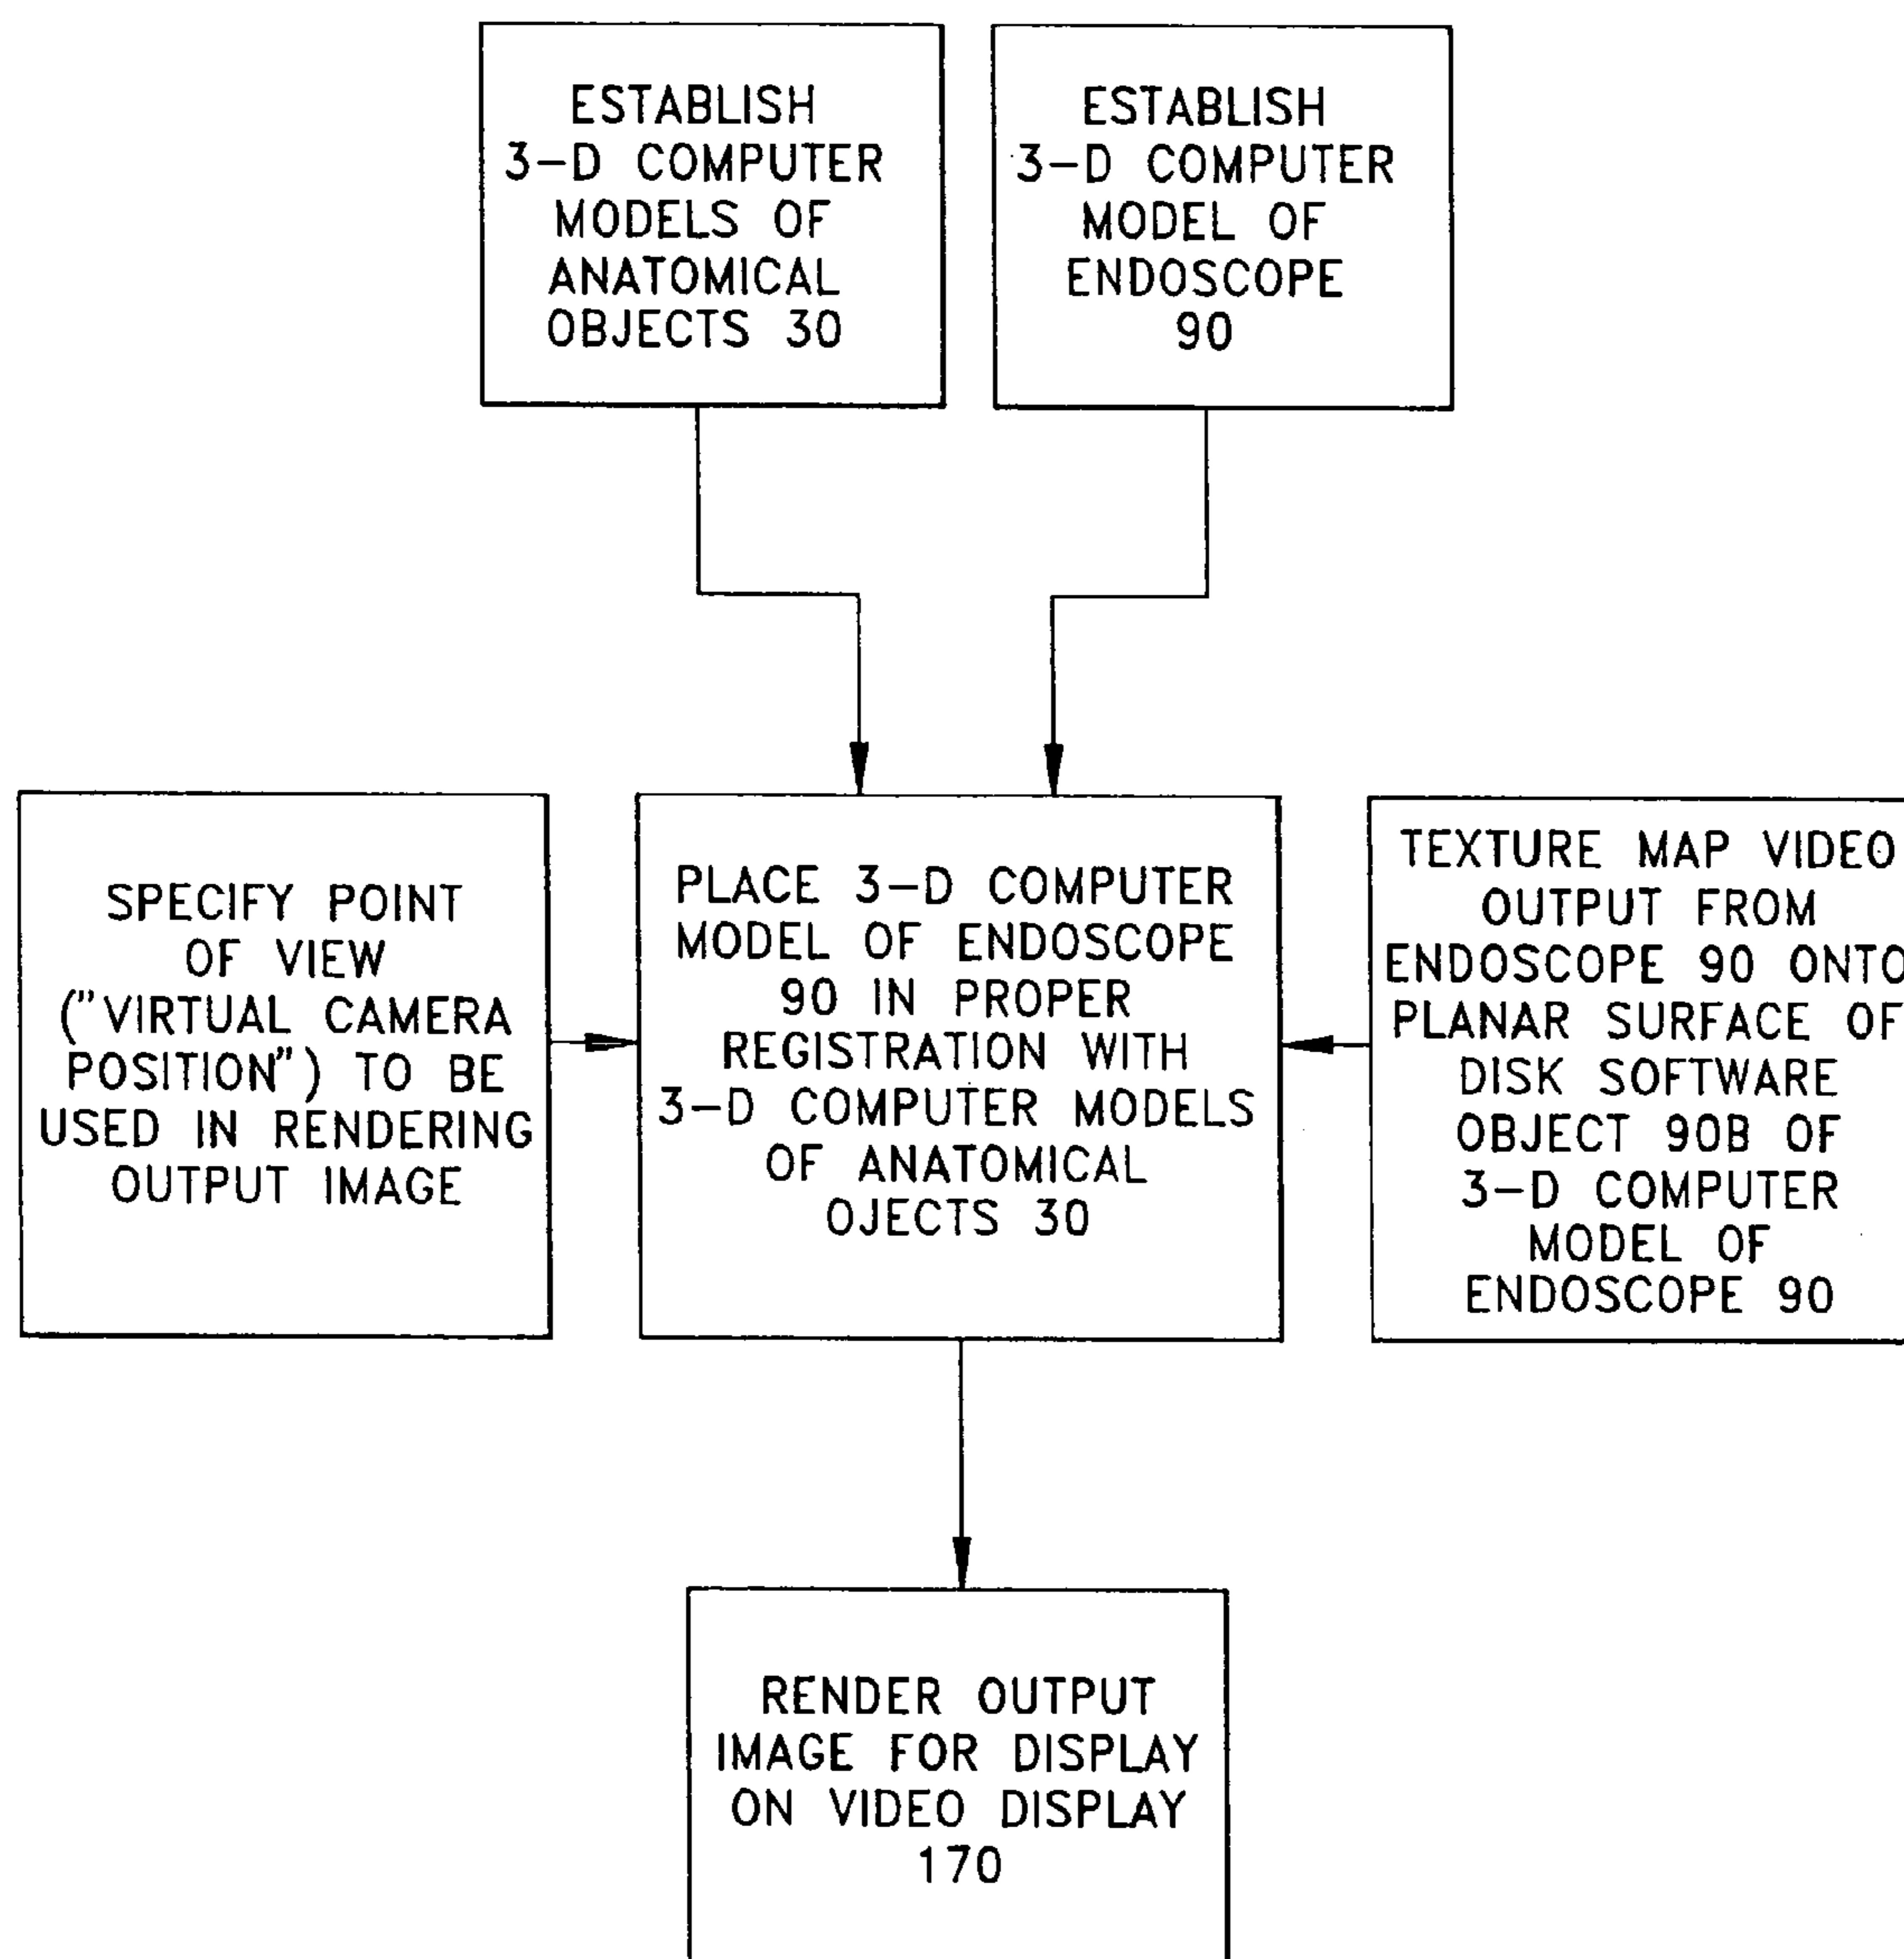 ESTABLISH
3-D COMPUTER
MODELS OF
ANATOMICAL
OBJECTS 30
ESTABLISH
3-D COMPUTER
MODEL OF
ENDOSCOPE
90
SPECIFY POINT
OF VIEW
("VIRTUAL CAMERA
POSITION") TO BE
USED IN RENDERING
OUTPUT IMAGE
PLACE 3-D COMPUTER
MODEL OF ENDOSCOPE
90 IN PROPER
REGISTRATION WITH
3-D COMPUTER MODELS
OF ANATOMICAL
OJECTS 30
TEXTURE MAP VIDEO
OUTPUT FROM
ENDOSCOPE 90 ONTO
PLANAR SURFACE OF
DISK SOFTWARE
OBJECT 90B OF
3-D COMPUTER
MODEL OF
ENDOSCOPE 90
RENDER OUTPUT
IMAGE FOR DISPLAY
ON VIDEO DISPLAY
170